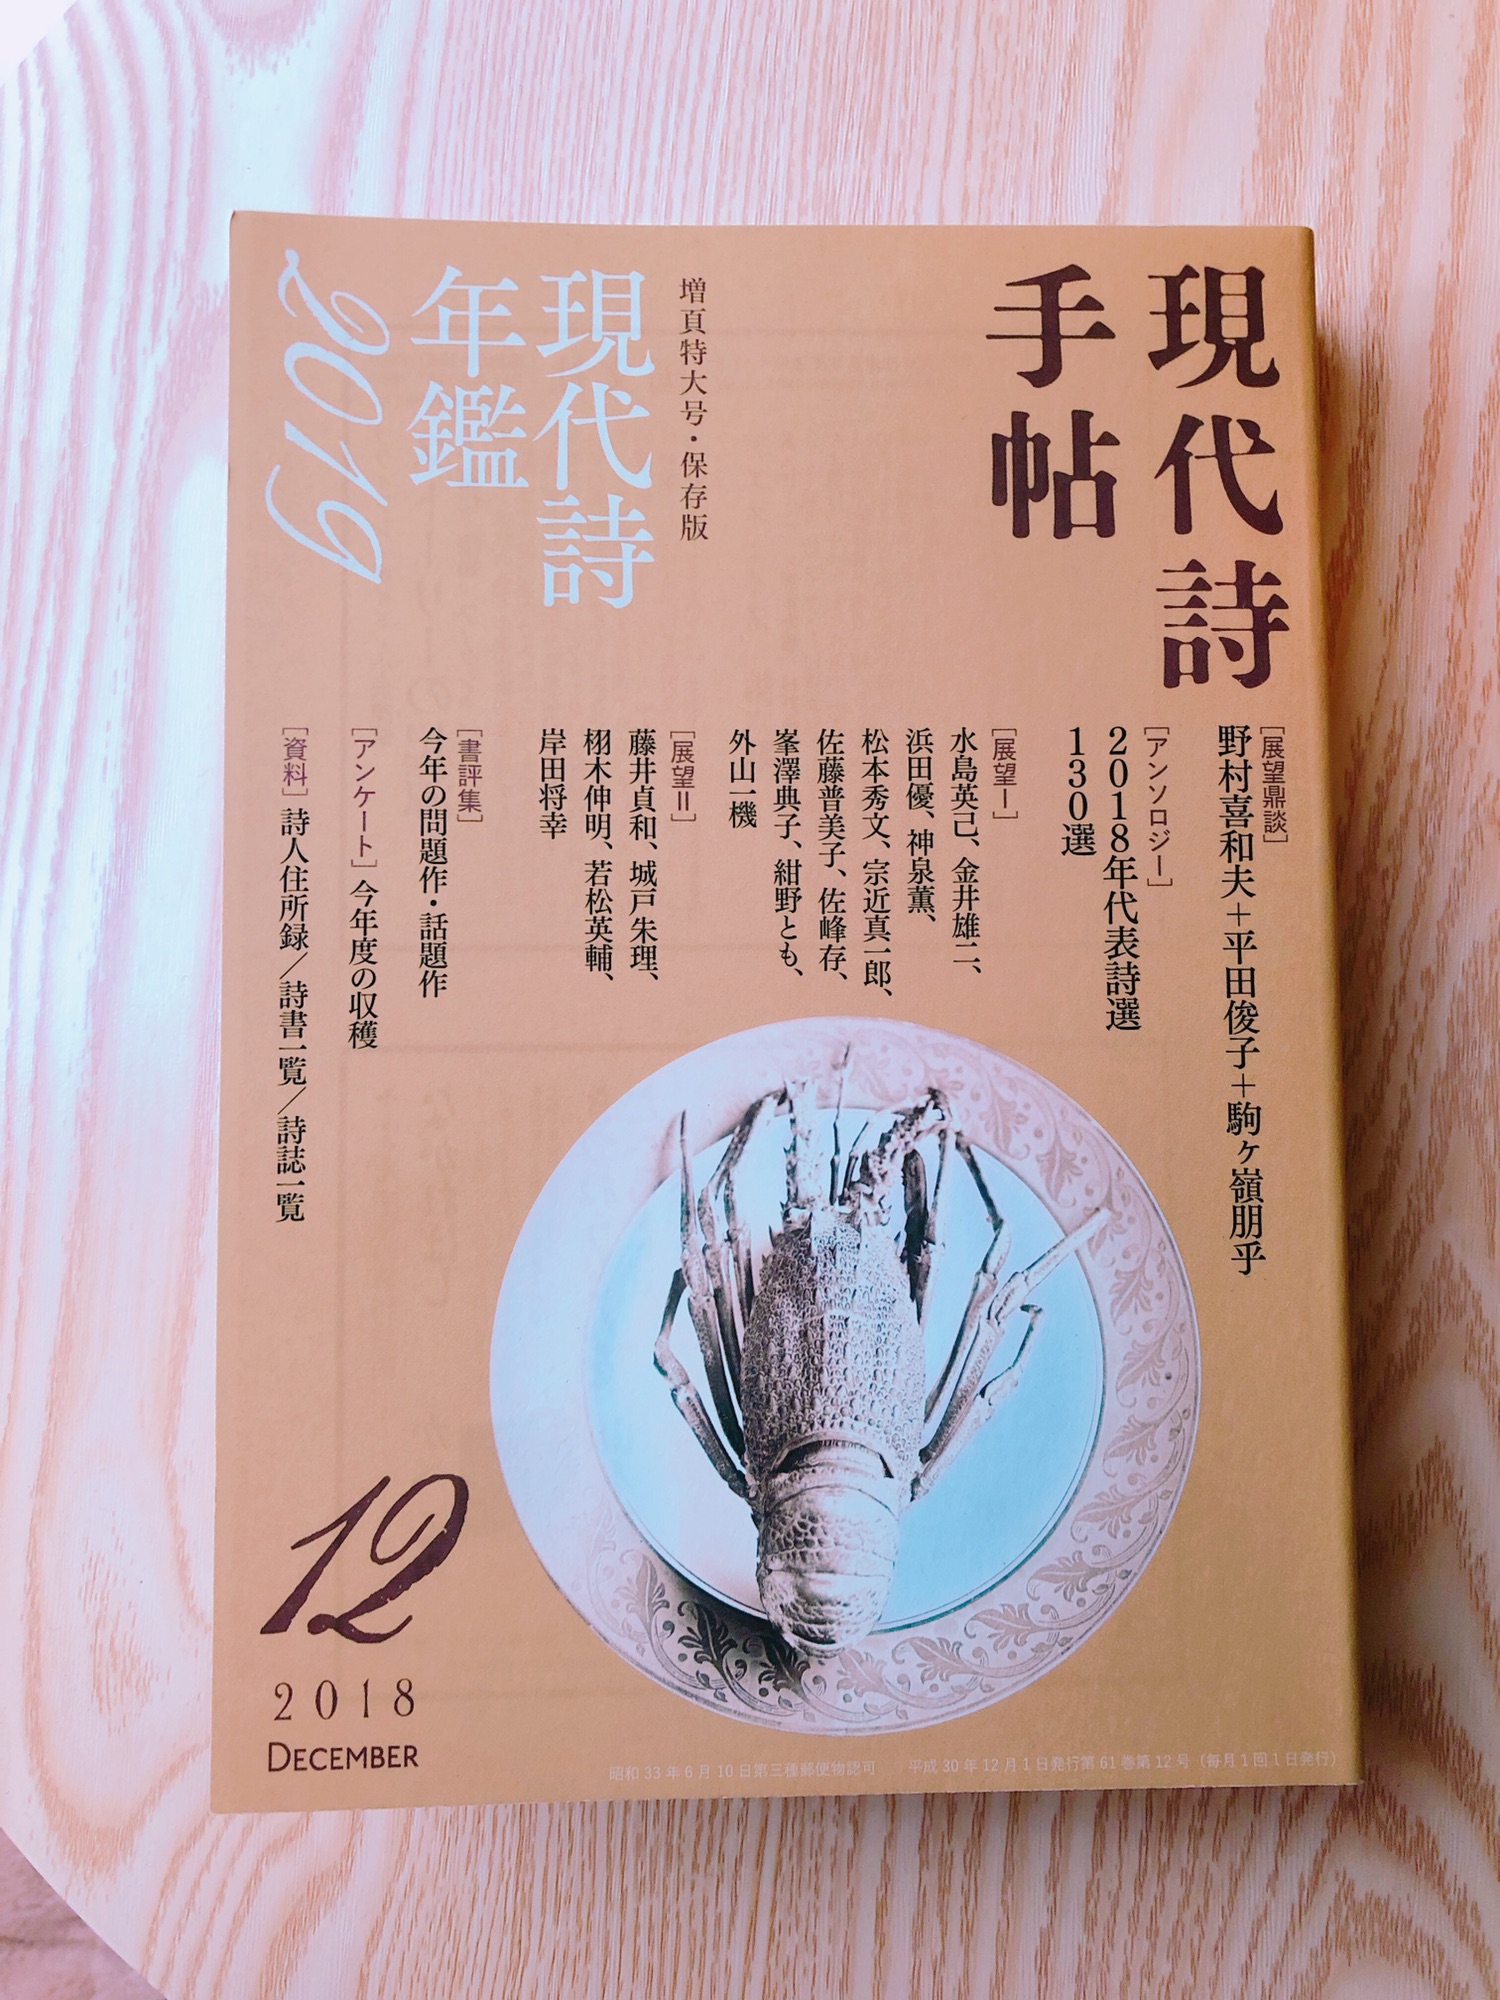 現代詩
手帖
[展望鼎談]
野村喜和夫＋平田俊子＋駒ヶ嶺朋乎
[アンソロジー]
2018年代表詩選
130選
[展望Ⅰ]
水島英己、金井雄二、
浜田優、神泉薫、
松本秀文、宗近真一郎、
佐藤普美子、佐峰存、
峯澤典子、紺野とも、
外山一機
[展望Ⅱ]
藤井貞和、城戸朱理、
栩木伸明、若松英輔、
岸田将幸
[書評集]
今年の問題作・話題作
[アンケート] 今年度の収穫
[資料] 詩人住所録／詩書一覧／詩誌一覧
増頁特大号・保存版
現代詩
年鑑
2019
12
2018
DECEMBER
昭和33年6月10日第三種郵便物認可　平成30年12月1日発行第61巻第12号（毎月1回1日発行）